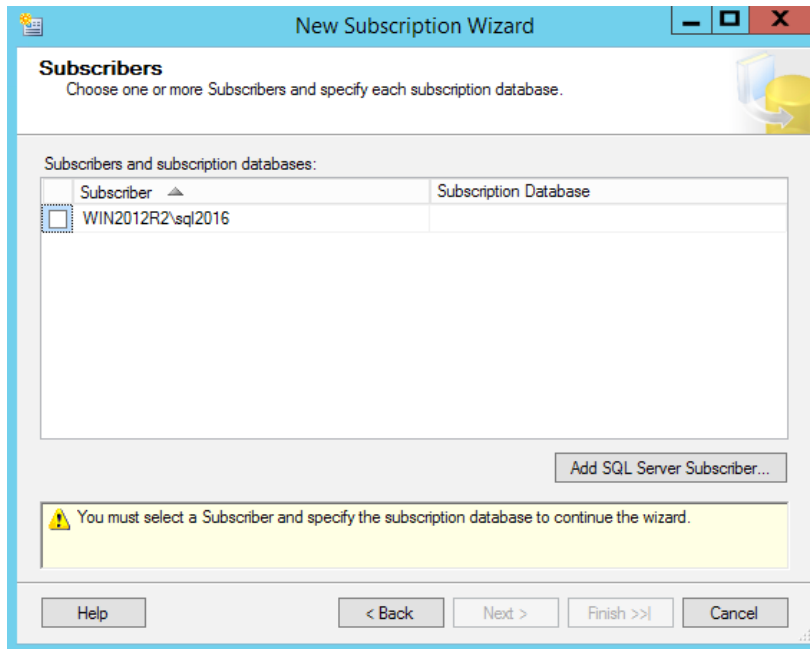 New Subscription Wizard
Subscribers
Choose one or more Subscribers and specify each subscription database.
Subscribers and subscription databases:
Subscriber Subscription Database
WIN2012R2\sql2016
Add SQL Server Subscriber...
You must select a Subscriber and specify the subscription database to continue the wizard.
Help < Back Next > Finish >>| Cancel